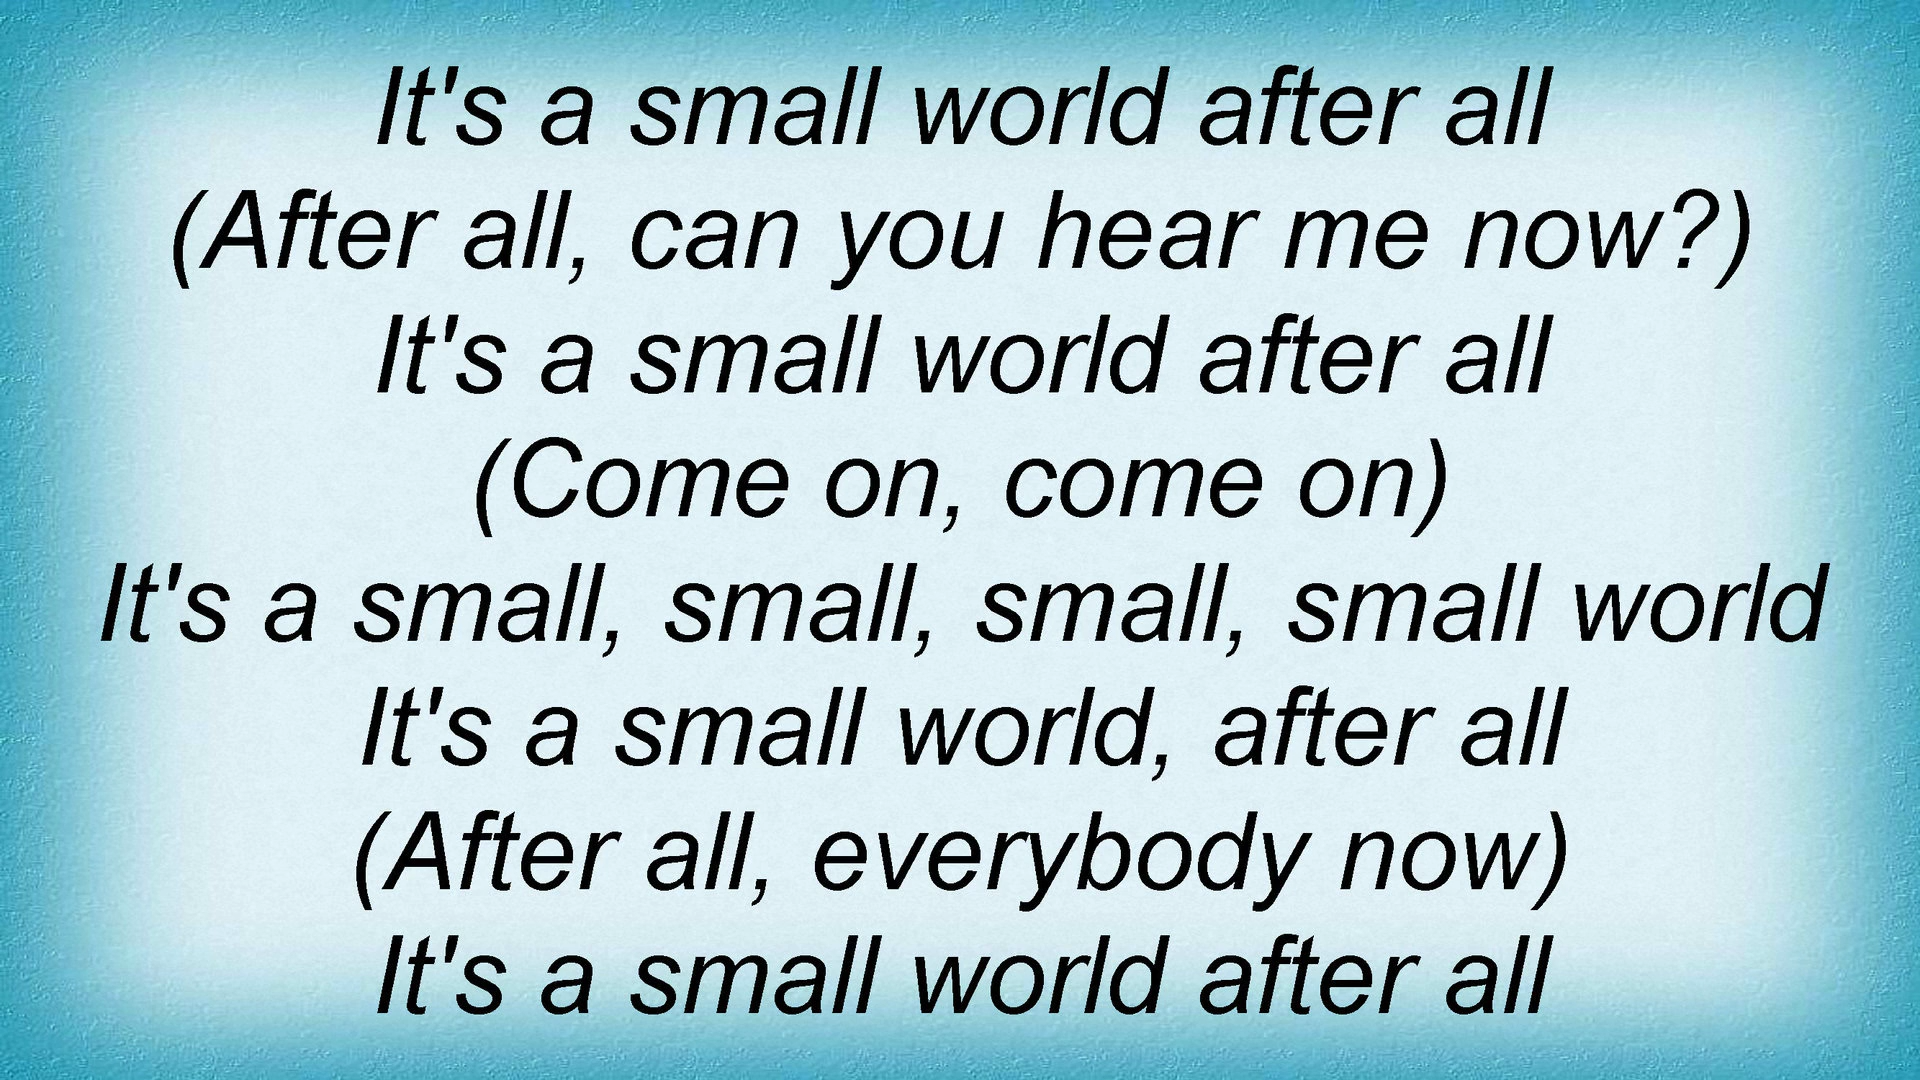 It's a small world after all
(After all, can you hear me now?)
It's a small world after all
(Come on, come on)
It's a small, small, small, small world
It's a small world, after all
(After all, everybody now)
It's a small world after all